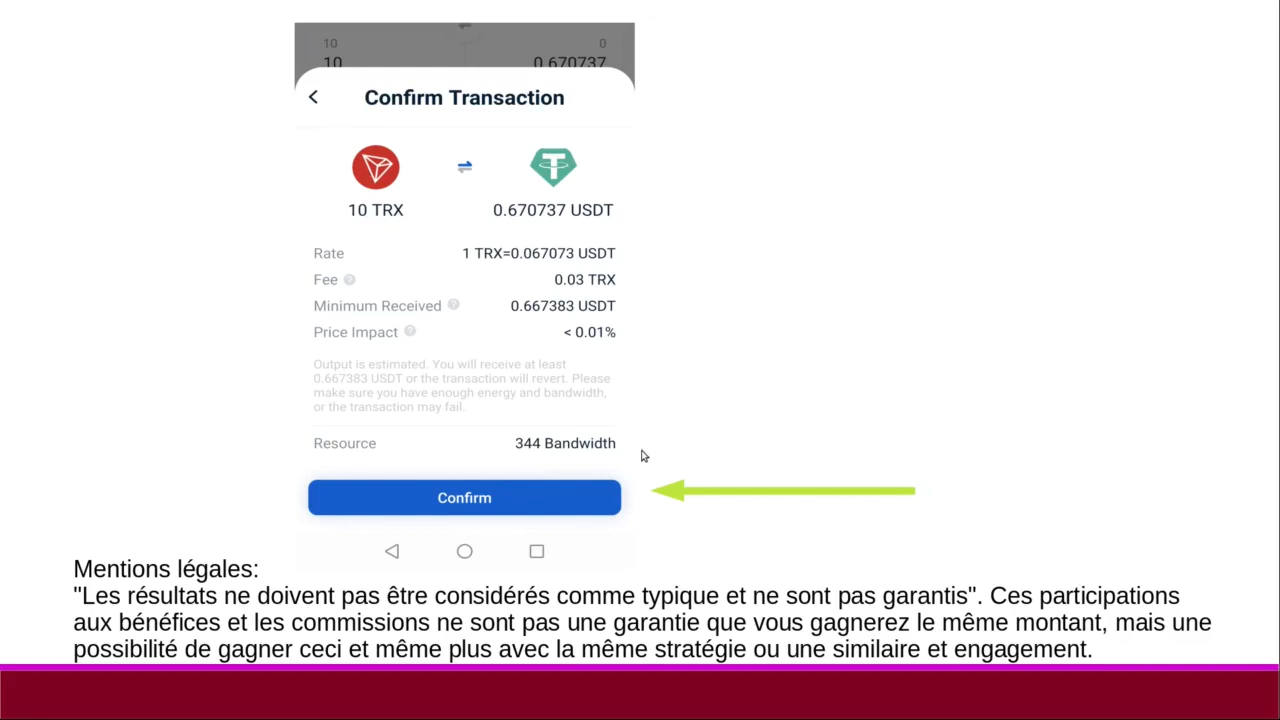 10 0
10 0.670737
Confirm Transaction
10 TRX 0.670737 USDT
Rate 1 TRX=0.067073 USDT
Fee 0.03 TRX
Minimum Received 0.667383 USDT
Price Impact < 0.01%
Output is estimated. You will receive at least
0.667383 USDT or the transaction will revert. Please
make sure you have enough energy and bandwidth,
or the transaction may fail.
Resource 344 Bandwidth
Confirm
Mentions légales:
"Les résultats ne doivent pas être considérés comme typique et ne sont pas garantis". Ces participations
aux bénéfices et les commissions ne sont pas une garantie que vous gagnerez le même montant, mais une
possibilité de gagner ceci et même plus avec la même stratégie ou une similaire et engagement.